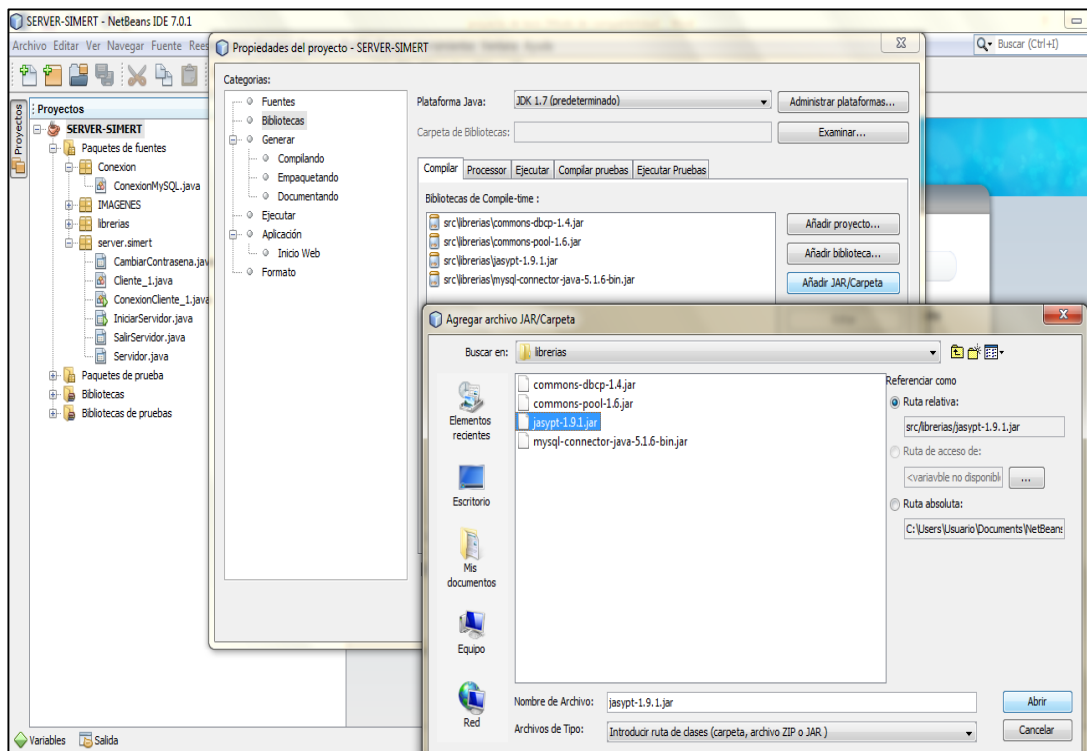 SERVER-SIMERT - NetBeans IDE 7.0.1
Archivo Editar Ver Navegar Fuente Rees
Buscar (Ctrl+I)
Proyectos
Proyectos
SERVER-SIMERT
Paquetes de fuentes
Conexion
ConexionMySQL.java
IMAGENES
librerias
server.simert
CambiarContrasena.jav
Cliente_1.java
ConexionCliente_1.java
IniciarServidor.java
SalirServidor.java
Servidor.java
Paquetes de prueba
Bibliotecas
Bibliotecas de pruebas
Variables
Salida
Propiedades del proyecto - SERVER-SIMERT
Categorias:
Fuentes
Bibliotecas
Generar
Compilando
Empaquetando
Documentando
Ejecutar
Aplicación
Inicio Web
Formato
Plataforma Java:
JDK 1.7 (predeterminado)
Administrar plataformas...
Carpeta de Bibliotecas:
Examinar...
Compilar
Processor
Ejecutar
Compilar pruebas
Ejecutar Pruebas
Bibliotecas de Compile-time :
src\librerias\commons-dbcp-1.4.jar
src\librerias\commons-pool-1.6.jar
src\librerias\jasypt-1.9.1.jar
src\librerias\mysql-connector-java-5.1.6-bin.jar
Añadir proyecto...
Añadir biblioteca...
Añadir JAR/Carpeta
Agregar archivo JAR/Carpeta
Buscar en:
librerias
Elementos recientes
Escritorio
Mis documentos
Equipo
Red
commons-dbcp-1.4.jar
commons-pool-1.6.jar
jasypt-1.9.1.jar
mysql-connector-java-5.1.6-bin.jar
Referenciar como
Ruta relativa:
src/librerias/jasypt-1.9.1.jar
Ruta de acceso de:
<variavble no disponibl
...
Ruta absoluta:
C:\Users\Usuario\Documents\NetBeans
Nombre de Archivo:
jasypt-1.9.1.jar
Abrir
Archivos de Tipo:
Introducir ruta de clases (carpeta, archivo ZIP o JAR )
Cancelar